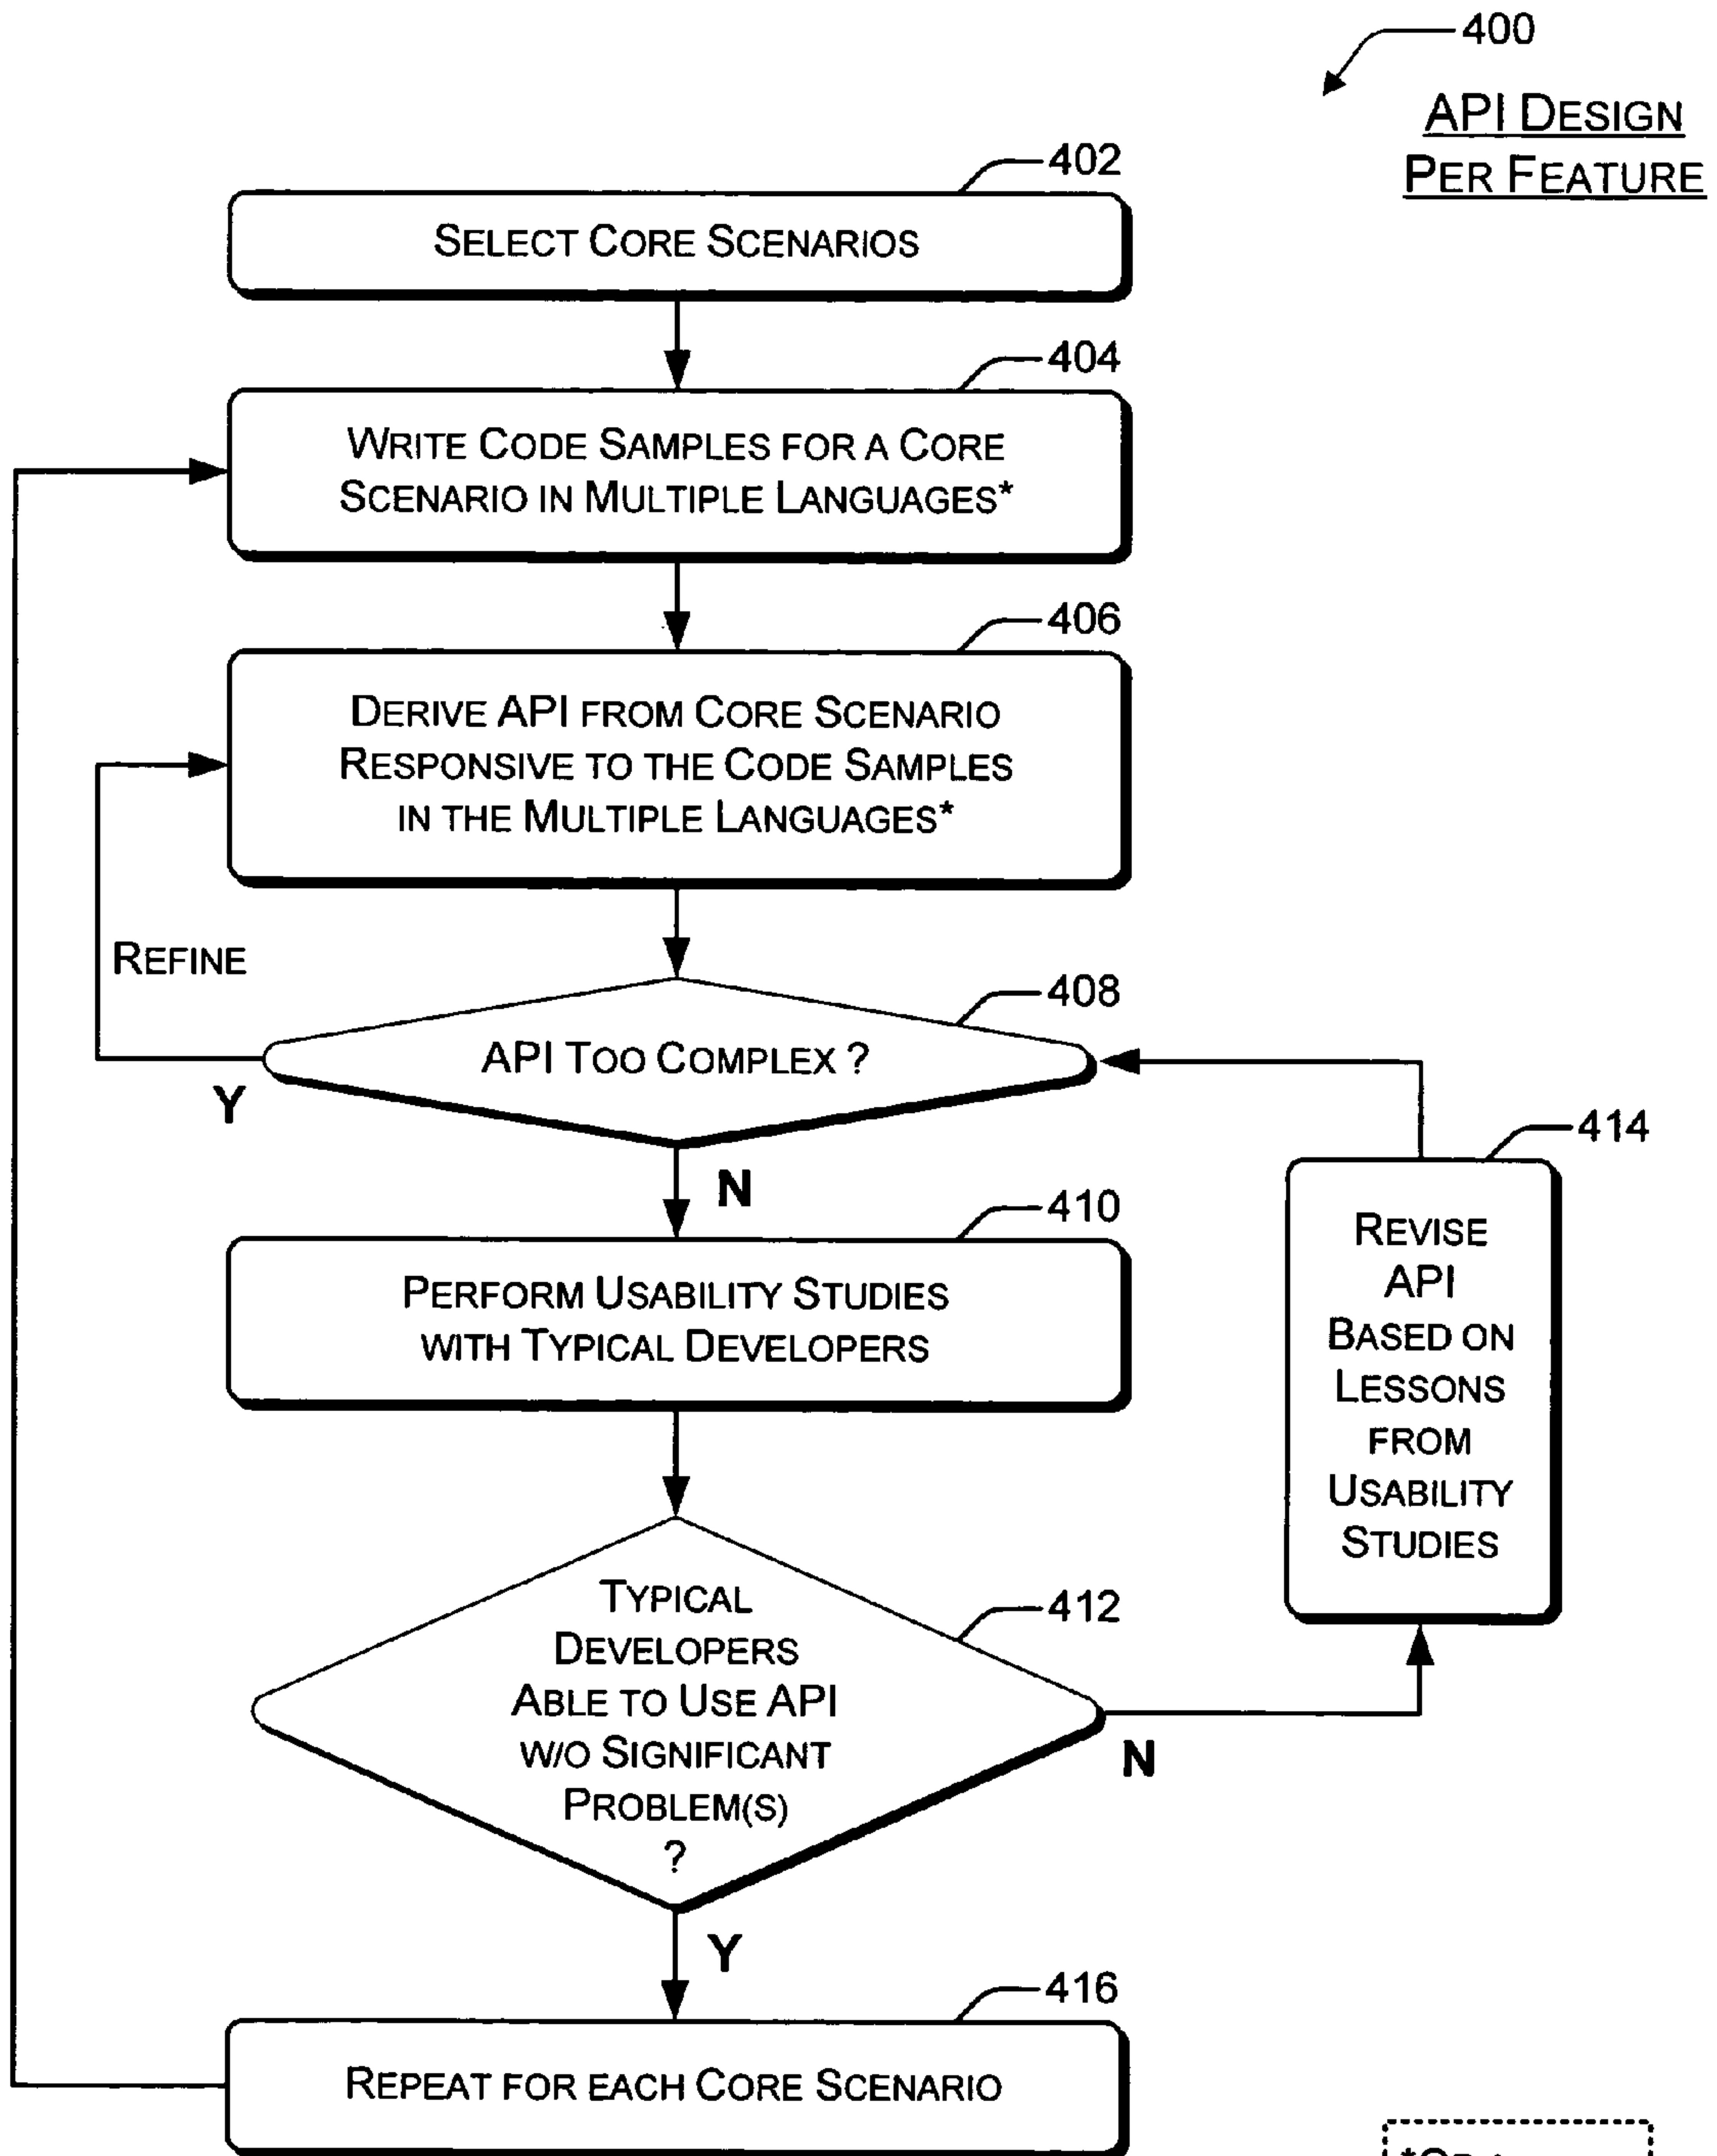 400
API DESIGN
PER FEATURE
402
SELECT CORE SCENARIOS
404
WRITE CODE SAMPLES FOR A CORE
SCENARIO IN MULTIPLE LANGUAGES*
406
DERIVE API FROM CORE SCENARIO
RESPONSIVE TO THE CODE SAMPLES
IN THE MULTIPLE LANGUAGES*
REFINE
408
API TOO COMPLEX ?
Y
N
414
REVISE
API
BASED ON
LESSONS
FROM
USABILITY
STUDIES
410
PERFORM USABILITY STUDIES
WITH TYPICAL DEVELOPERS
412
TYPICAL
DEVELOPERS
ABLE TO USE API
W/O SIGNIFICANT
PROBLEM(S)
?
N
Y
416
REPEAT FOR EACH CORE SCENARIO